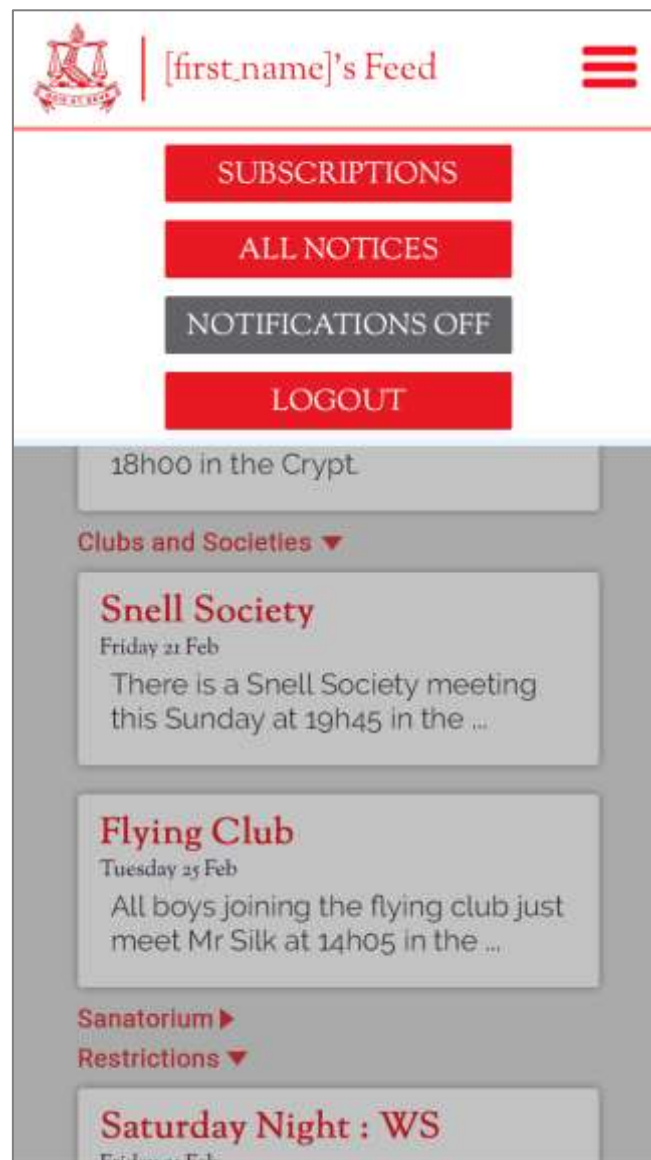 [first_name]'s Feed
SUBSCRIPTIONS
ALL NOTICES
NOTIFICATIONS OFF
LOGOUT
18h00 in the Crypt.
Clubs and Societies
Snell Society
Friday 21 Feb
There is a Snell Society meeting
this Sunday at 19h45 in the ...
Flying Club
Tuesday 25 Feb
All boys joining the flying club just
meet Mr Silk at 14h05 in the ...
Sanatorium
Restrictions
Saturday Night : WS